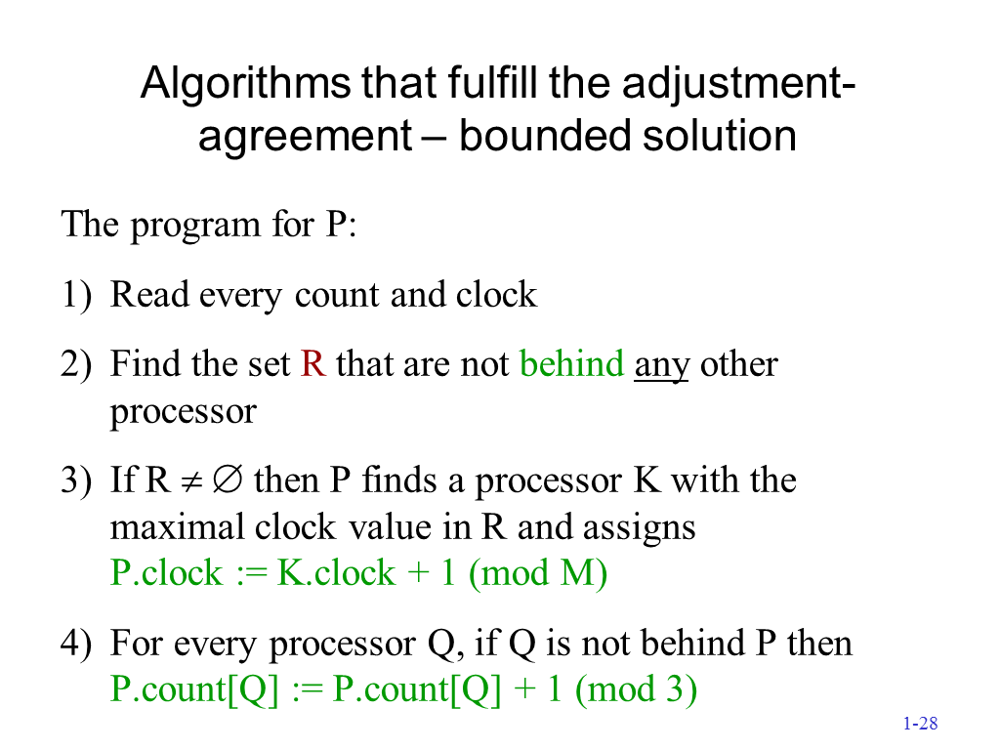 Algorithms that fulfill the adjustment-
agreement – bounded solution
The program for P:
1) Read every count and clock
2) Find the set R that are not behind any other
processor
3) If R ≠ ∅ then P finds a processor K with the
maximal clock value in R and assigns
P.clock := K.clock + 1 (mod M)
4) For every processor Q, if Q is not behind P then
P.count[Q] := P.count[Q] + 1 (mod 3)
1-28